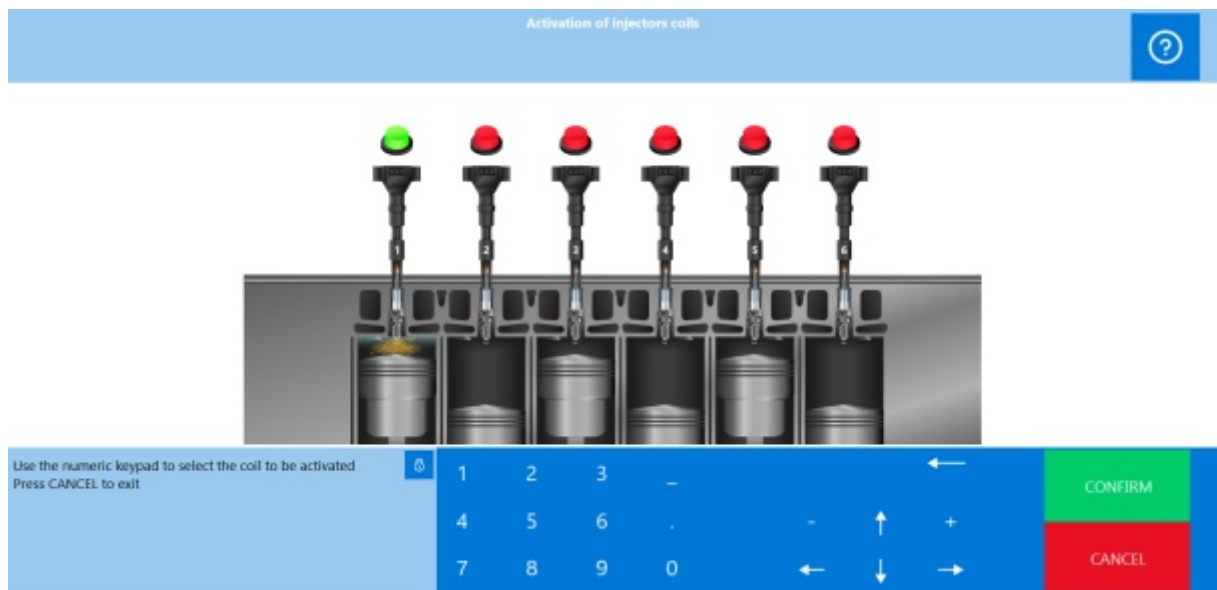 Activation of injectors coils
?
1 2 3 4 5 6
Use the numeric keypad to select the coil to be activated
Press CANCEL to exit
1 2 3 _
4 5 6 . - +
7 8 9 0
CONFIRM
CANCEL